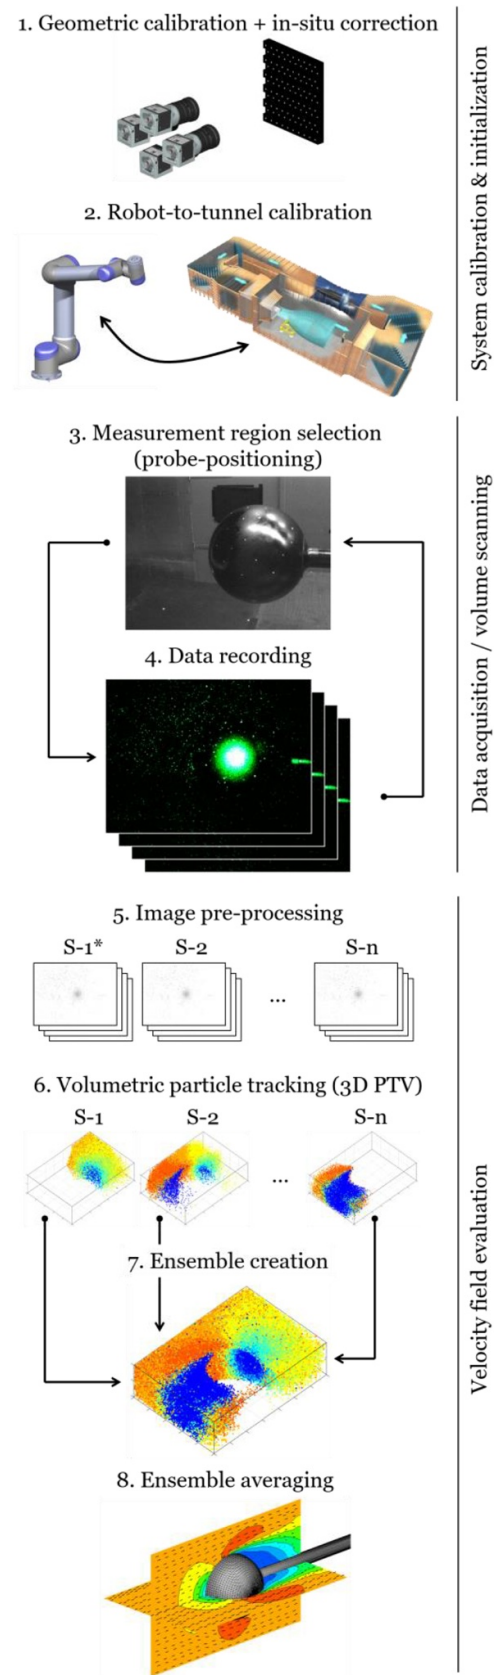 1. Geometric calibration + in-situ correction
2. Robot-to-tunnel calibration
System calibration & initialization
3. Measurement region selection
(probe-positioning)
4. Data recording
Data acquisition / volume scanning
5. Image pre-processing
S-1* S-2 S-n
...
6. Volumetric particle tracking (3D PTV)
S-1 S-2 S-n
...
7. Ensemble creation
8. Ensemble averaging
Velocity field evaluation